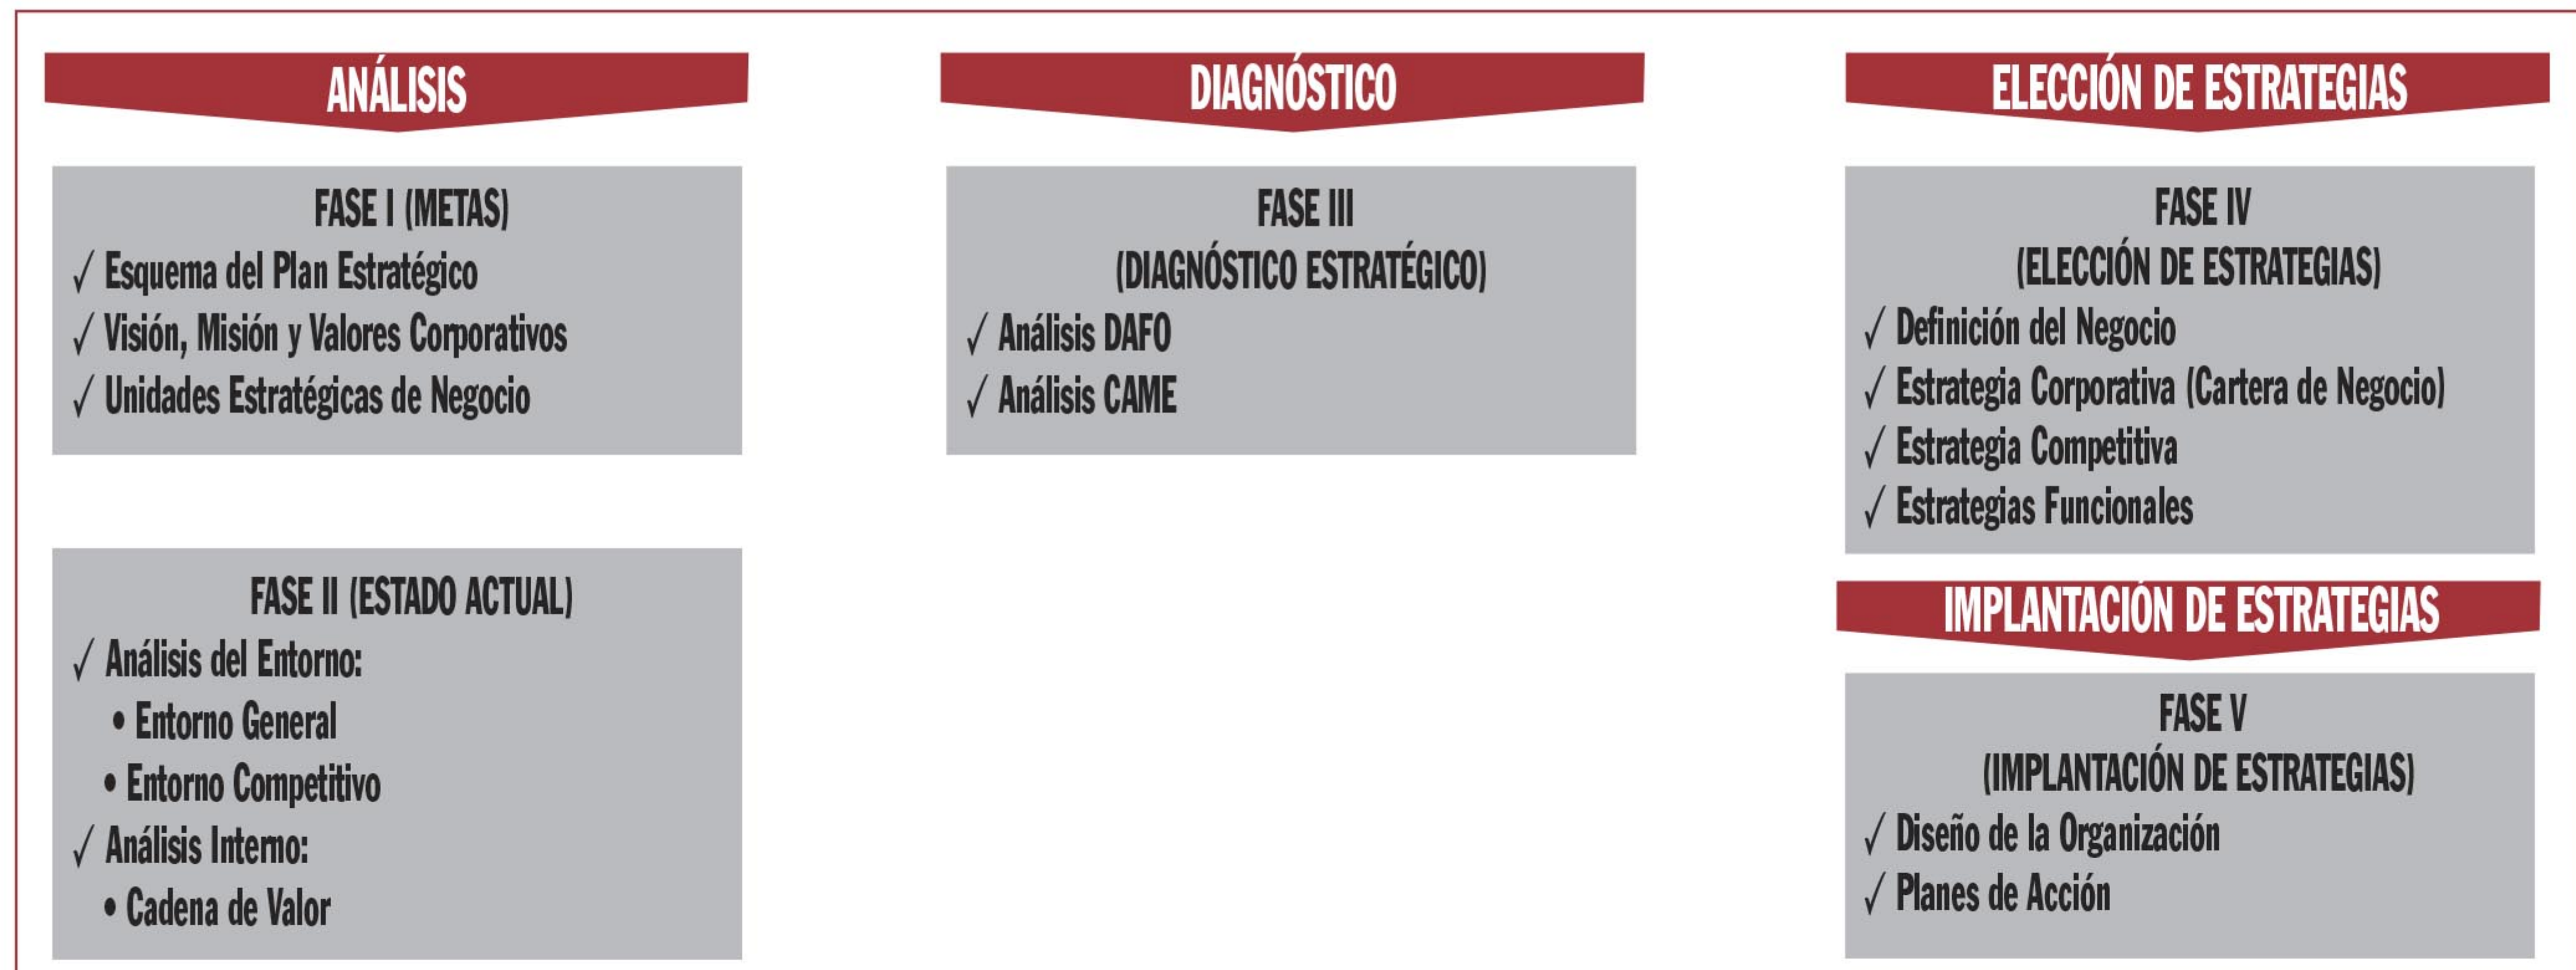 ANÁLISIS
FASE I (METAS)
✓ Esquema del Plan Estratégico
✓ Visión, Misión y Valores Corporativos
✓ Unidades Estratégicas de Negocio
FASE II (ESTADO ACTUAL)
✓ Análisis del Entorno:
• Entorno General
• Entorno Competitivo
✓ Análisis Interno:
• Cadena de Valor
DIAGNÓSTICO
FASE III
(DIAGNÓSTICO ESTRATÉGICO)
✓ Análisis DAFO
✓ Análisis CAME
ELECCIÓN DE ESTRATEGIAS
FASE IV
(ELECCIÓN DE ESTRATEGIAS)
✓ Definición del Negocio
✓ Estrategia Corporativa (Cartera de Negocio)
✓ Estrategia Competitiva
✓ Estrategias Funcionales
IMPLANTACIÓN DE ESTRATEGIAS
FASE V
(IMPLANTACIÓN DE ESTRATEGIAS)
✓ Diseño de la Organización
✓ Planes de Acción